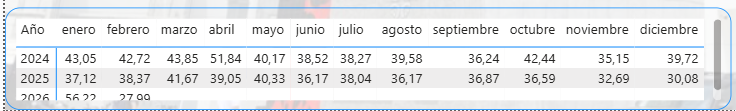 Año enero febrero marzo abril mayo junio julio agosto septiembre octubre noviembre diciembre
2024 43,05 42,72 43,85 51,84 40,17 38,52 38,27 39,58 36,24 42,44 35,15 39,72
2025 37,12 38,37 41,67 39,05 40,33 36,17 38,04 36,17 36,87 36,59 32,69 30,08
2026 56,22 27,99